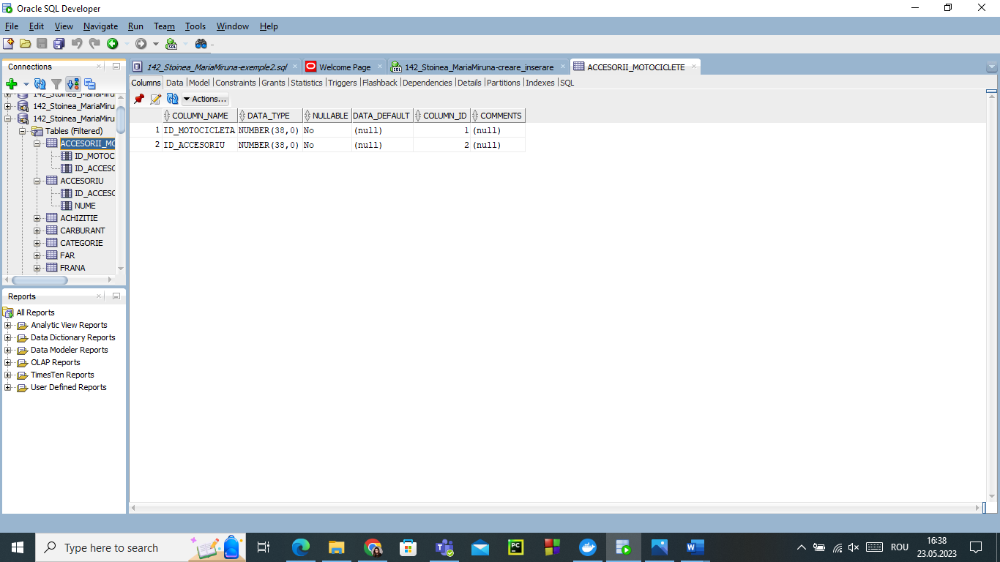 Oracle SQL Developer
File Edit View Navigate Run Team Tools Window Help
Connections
142_Stoinea_MariaMiru
142_Stoinea_MariaMiru
142_Stoinea_MariaMiru
Tables (Filtered)
ACCESORII_MO
ID_MOTOC
ID_ACCESO
ACCESORIU
ID_ACCESO
NUME
ACHIZITIE
CARBURANT
CATEGORIE
FAR
FRANA
Reports
All Reports
Analytic View Reports
Data Dictionary Reports
Data Modeler Reports
OLAP Reports
TimesTen Reports
User Defined Reports
142_Stoinea_MariaMiruna-exemple2.sql Welcome Page 142_Stoinea_MariaMiruna-creare_inserare ACCESORII_MOTOCICLETE
Columns Data Model Constraints Grants Statistics Triggers Flashback Dependencies Details Partitions Indexes SQL
Actions...
COLUMN_NAME DATA_TYPE NULLABLE DATA_DEFAULT COLUMN_ID COMMENTS
1 ID_MOTOCICLETA NUMBER(38,0) No (null) 1 (null)
2 ID_ACCESORIU NUMBER(38,0) No (null) 2 (null)
Type here to search
ROU
16:38
23.05.2023